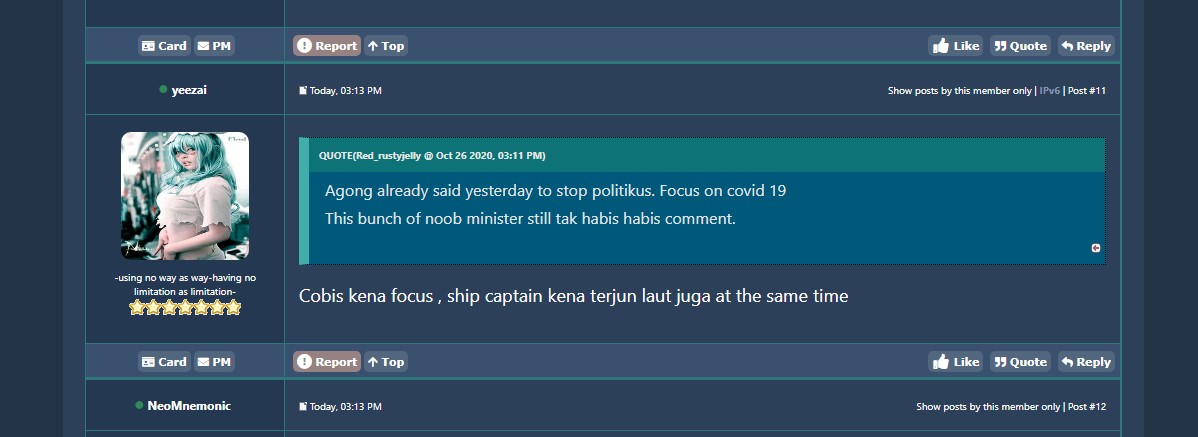 Card PM Report Top Like Quote Reply
yeezai Today, 03:13 PM Show posts by this member only | IPv6 | Post #11
QUOTE(Red_rustyjelly @ Oct 26 2020, 03:11 PM)
Agong already said yesterday to stop politikus. Focus on covid 19
This bunch of noob minister still tak habis habis comment.
-using no way as way-having no
limitation as limitation-
Cobis kena focus , ship captain kena terjun laut juga at the same time
Card PM Report Top Like Quote Reply
NeoMnemonic Today, 03:13 PM Show posts by this member only | Post #12